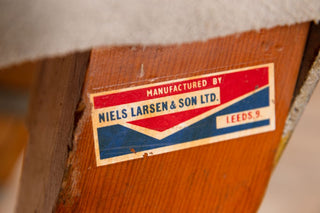 MANUFACTURED BY
NIELS LARSEN & SON LTD.
LEEDS, 9.